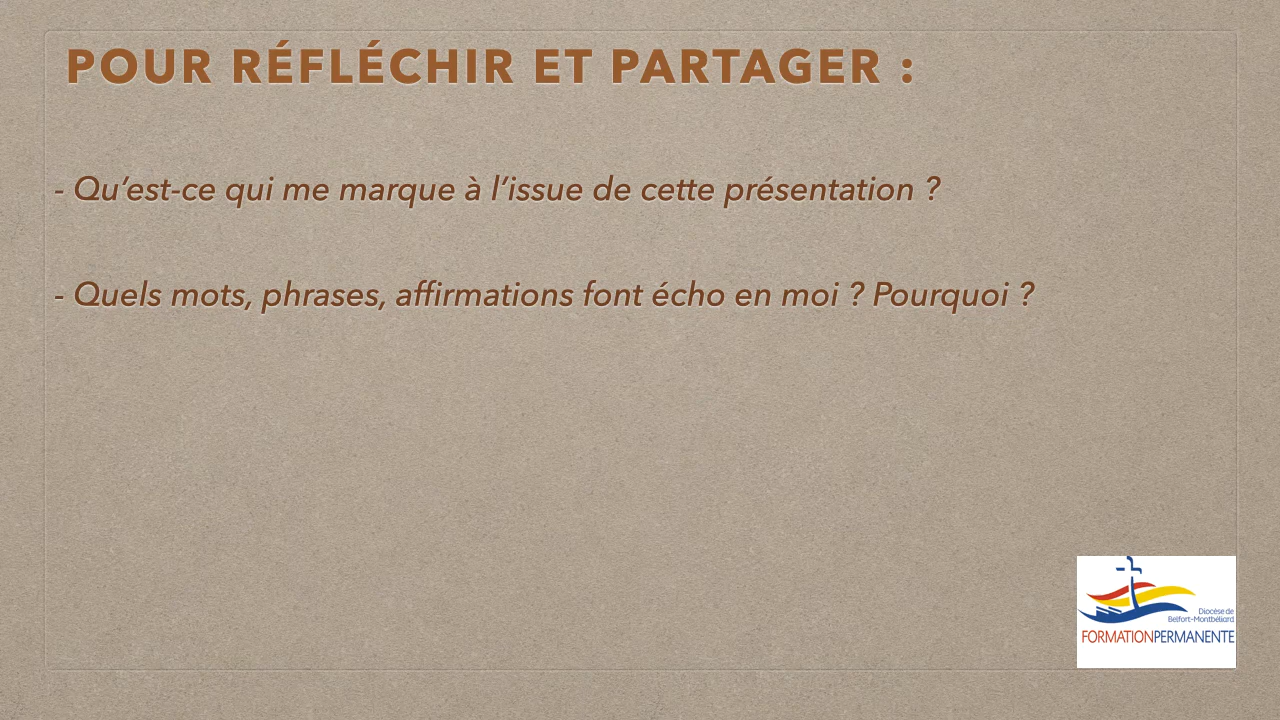 POUR RÉFLÉCHIR ET PARTAGER :
- Qu’est-ce qui me marque à l’issue de cette présentation ?
- Quels mots, phrases, affirmations font écho en moi ? Pourquoi ?
Diocèse de
Belfort-Montbéliard
FORMATIONPERMANENTE